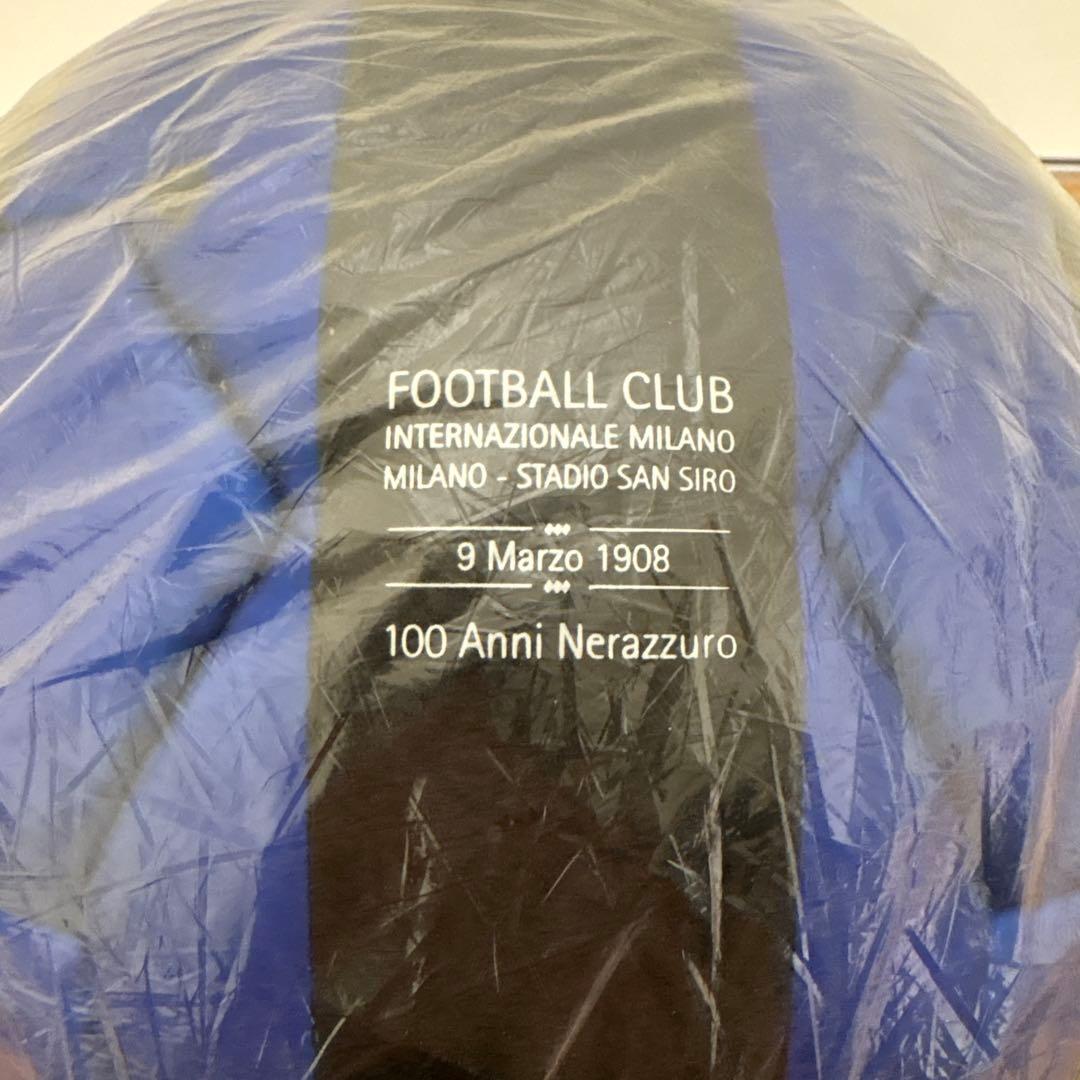 FOOTBALL CLUB
INTERNAZIONALE MILANO
MILANO - STADIO SAN SIRO
9 Marzo 1908
100 Anni Nerazzuro